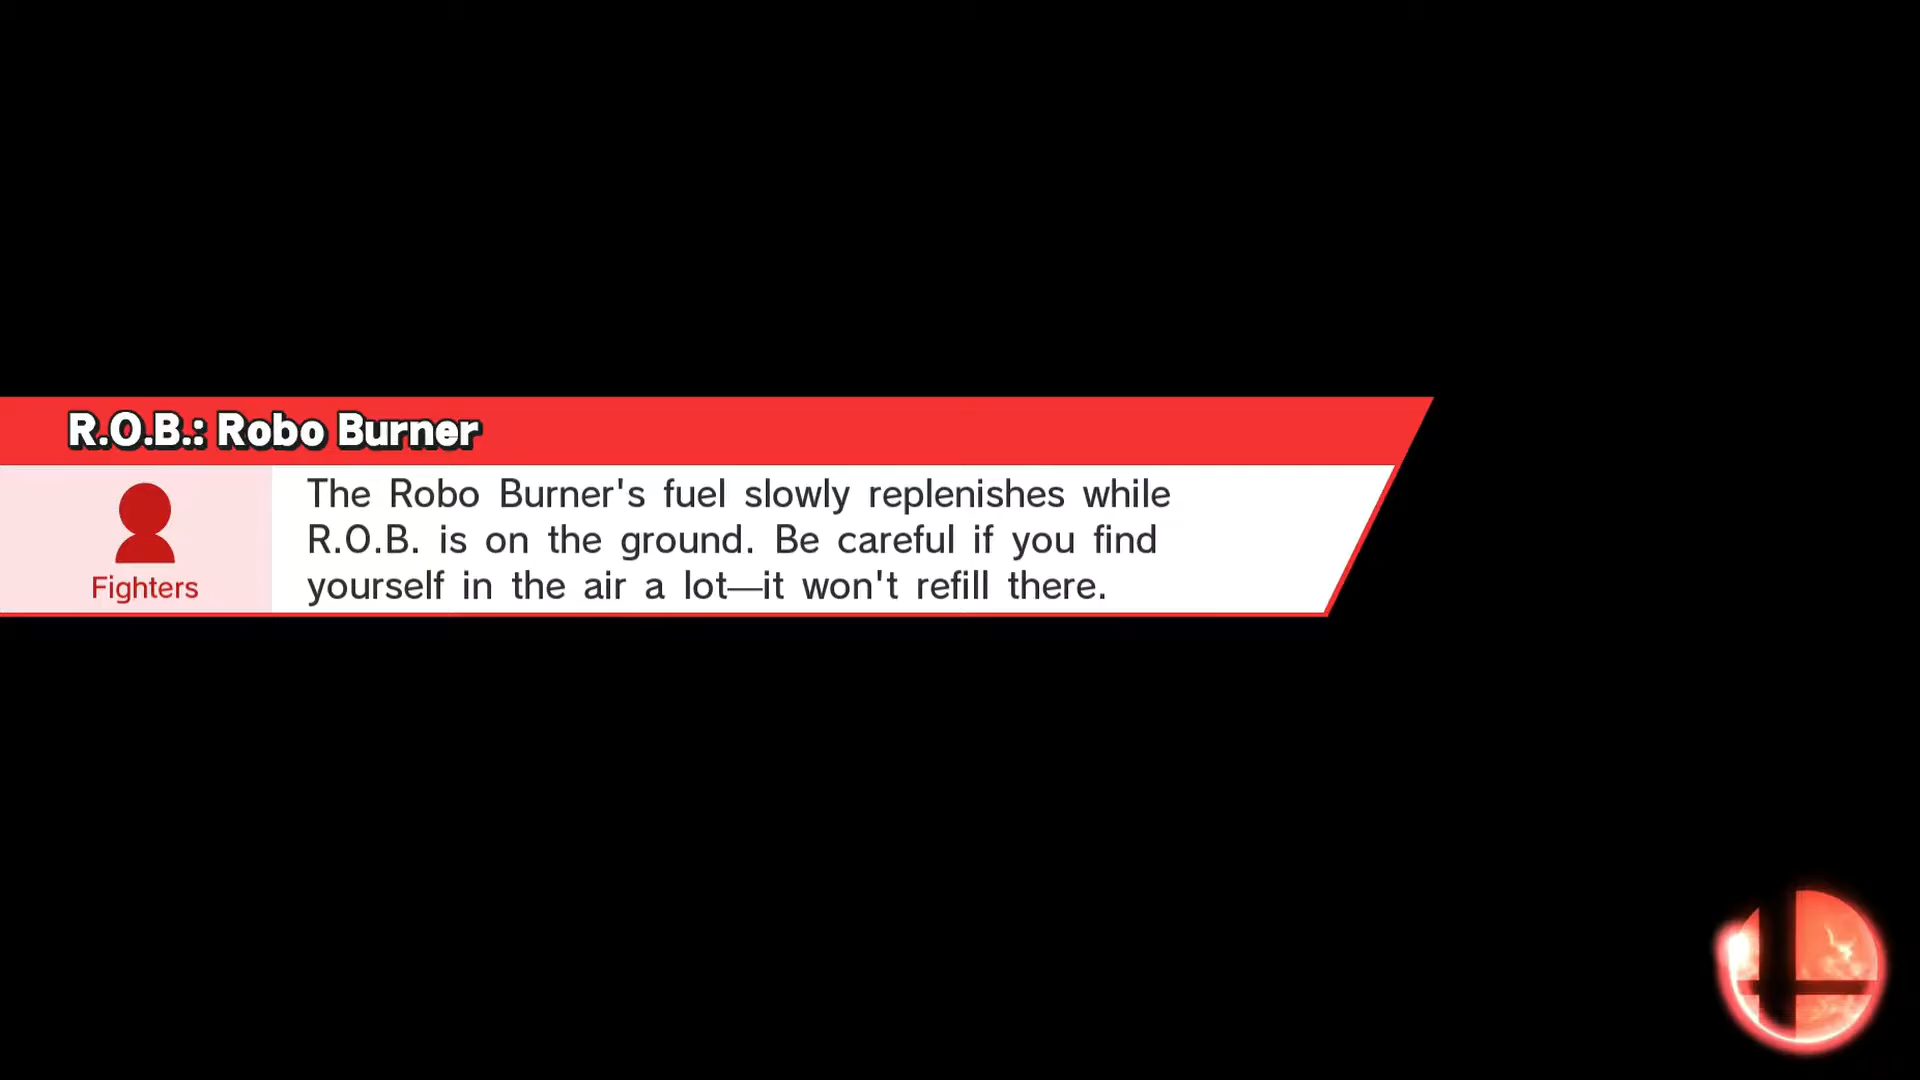 R.O.B.: Robo Burner
Fighters
The Robo Burner's fuel slowly replenishes while
R.O.B. is on the ground. Be careful if you find
yourself in the air a lot—it won't refill there.